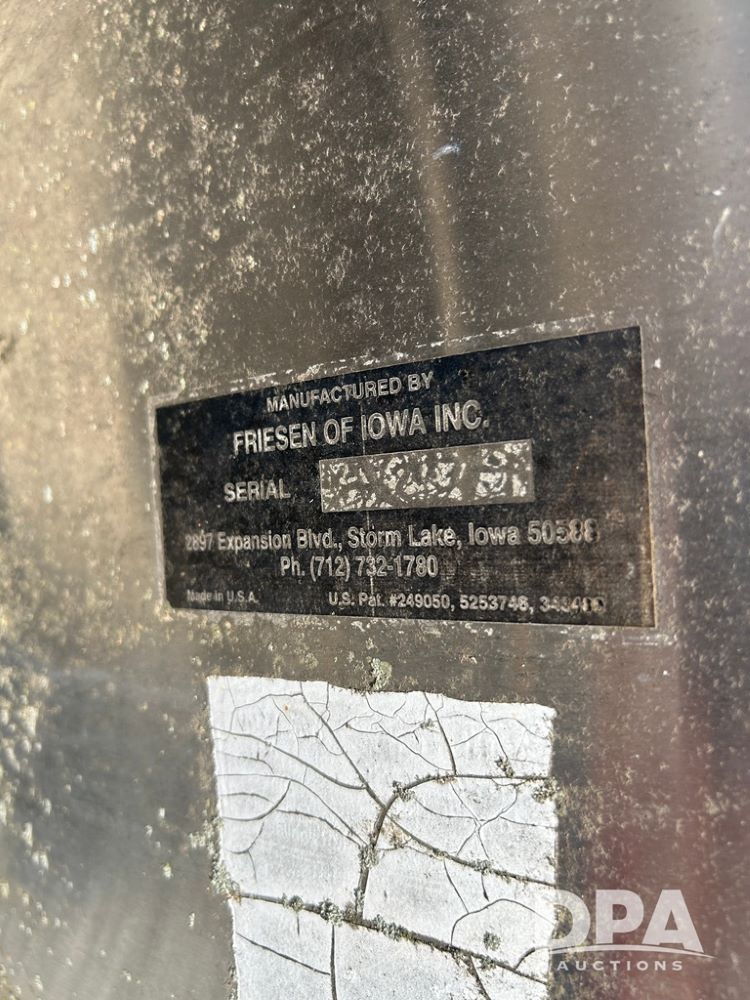 MANUFACTURED BY
FRIESEN OF IOWA INC.
SERIAL
2897 Expansion Blvd., Storm Lake, Iowa 50588
Ph. (712) 732-1780
Made in U.S.A. U.S. Pat. #249050, 5253746,
DPA
AUCTIONS